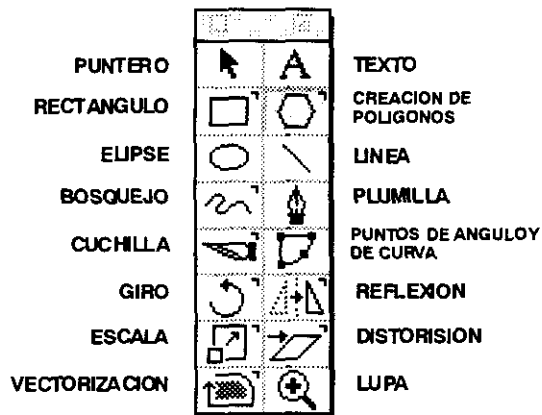 PUNTERO
TEXTO
RECTANGULO
CREACION DE
POLIGONOS
ELIPSE
LINEA
BOSQUEJO
PLUMILLA
CUCHILLA
PUNTOS DE ANGULO Y
DE CURVA
GIRO
REFLEXION
ESCALA
DISTORISION
VECTORIZACION
LUPA